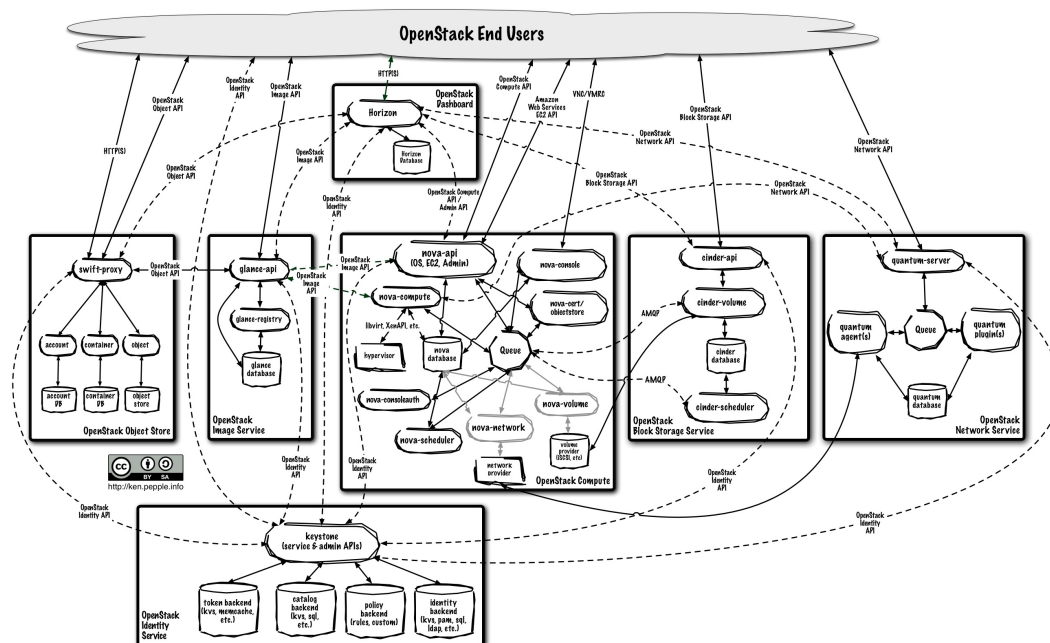 OpenStack End Users
HTTP(S)
OpenStack
Object API
OpenStack
Identity
API
OpenStack
Image API
HTTP(S)
OpenStack
Compute API
Amazon
Web Services
EC2 API
VNC/VMRC
OpenStack
Block Storage API
OpenStack
Network API
OpenStack
Network API
OpenStack
Dashboard
Horizon
Horizon
Database
OpenStack
Object API
OpenStack
Image API
OpenStack
Identity
API
OpenStack Compute
API /
Admin API
OpenStack
Block Storage API
OpenStack
Network API
swift-proxy
account
container
object
account
DB
container
DB
object
store
OpenStack Object Store
OpenStack
Object API
glance-api
glance-registry
glance
database
OpenStack
Image Service
OpenStack
Image API
OpenStack
Image
API
nova-api
(OS, EC2, Admin)
nova-console
nova-compute
nova-cert/
objectstore
libvirt, XenAPI, etc.
hypervisor
nova
database
Queue
nova-consoleauth
nova-volume
nova-network
nova-scheduler
volume
provider
(iSCSI, etc)
network
provider
OpenStack Compute
AMQP
AMQP
cinder-api
cinder-volume
cinder
database
cinder-scheduler
OpenStack
Block Storage Service
quantum-server
quantum
agent(s)
Queue
quantum
plugin(s)
quantum
database
OpenStack
Network Service
cc
BY SA
http://ken.pepple.info
OpenStack
Identity API
OpenStack
Identity
API
OpenStack
Identity
API
OpenStack
Identity
API
OpenStack
Identity
API
keystone
(service & admin APIs)
token backend
(kvs, memcache,
etc.)
catalog
backend
(kvs, sql,
etc.)
policy
backend
(rules, custom)
identity
backend
(kvs, pam, sql,
ldap, etc.)
OpenStack
Identity
Service